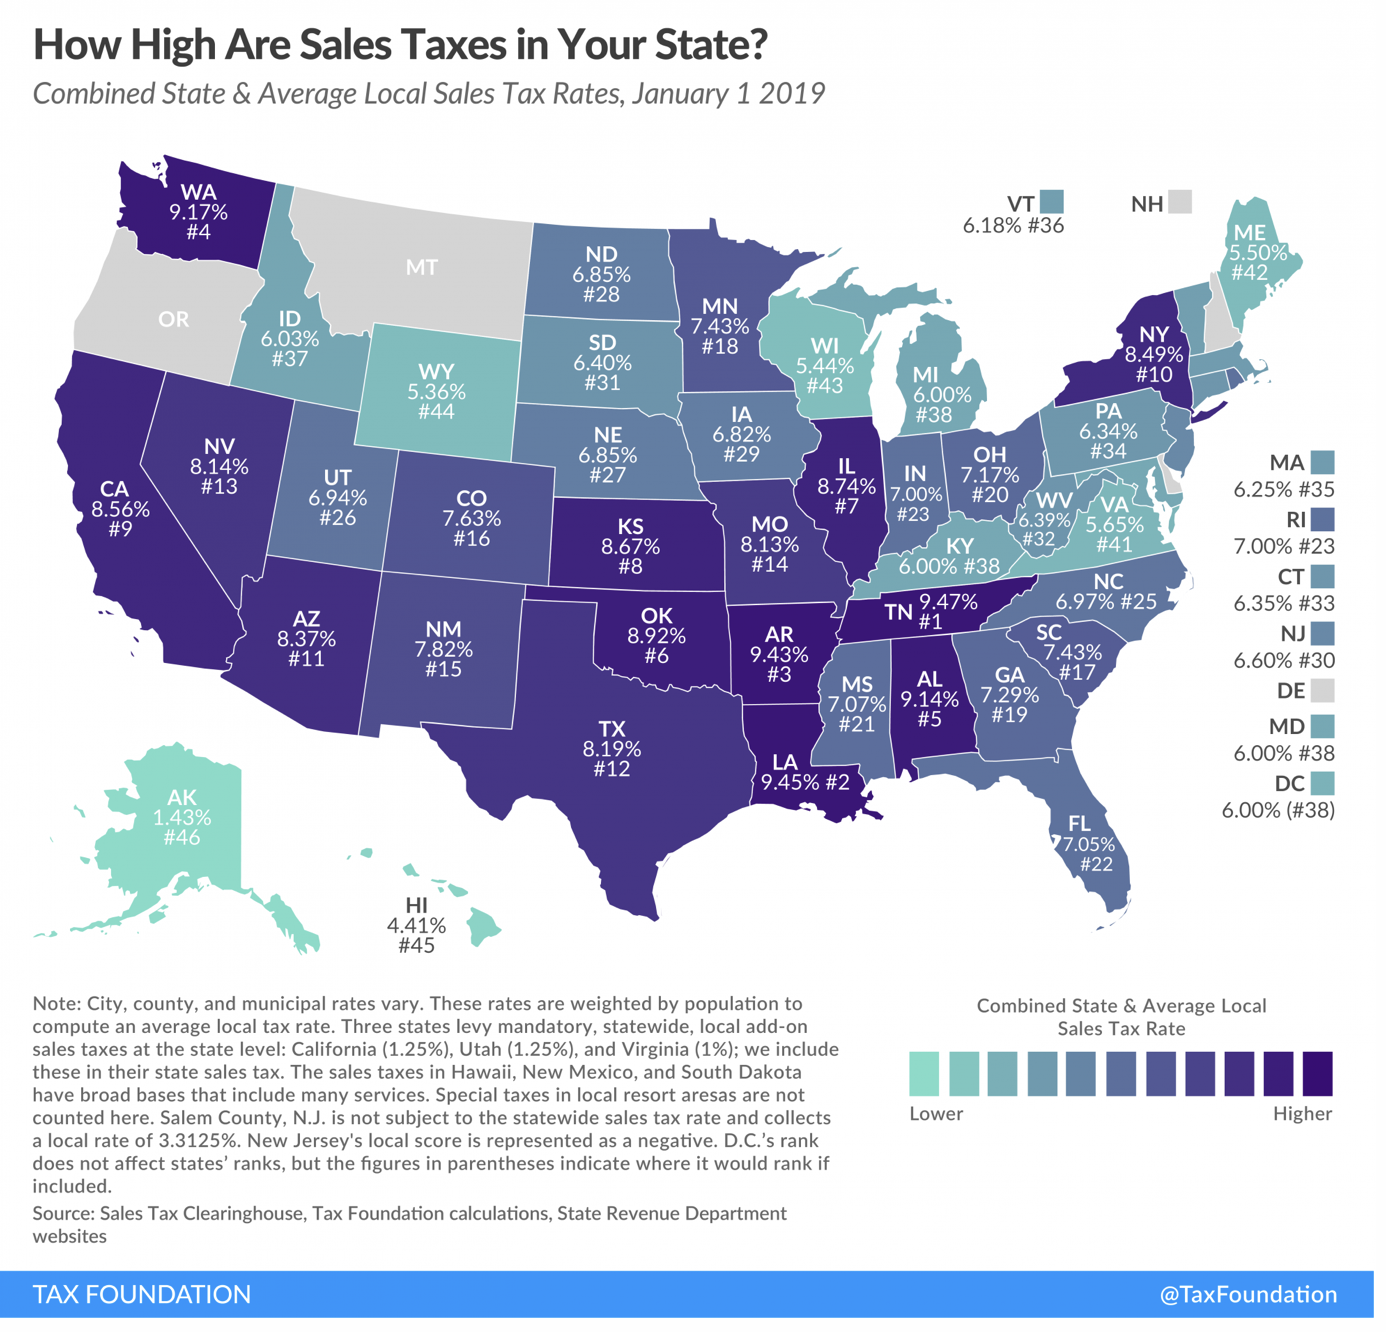 How High Are Sales Taxes in Your State?
Combined State & Average Local Sales Tax Rates, January 1 2019
WA
9.17%
#4
MT
OR
ID
6.03%
#37
WY
5.36%
#44
ND
6.85%
#28
SD
6.40%
#31
NE
6.85%
#27
MN
7.43%
#18
IA
6.82%
#29
WI
5.44%
#43
MI
6.00%
#38
VT
6.18% #36
NH
ME
5.50%
#42
NY
8.49%
#10
PA
6.34%
#34
CA
8.56%
#9
NV
8.14%
#13
UT
6.94%
#26
CO
7.63%
#16
KS
8.67%
#8
MO
8.13%
#14
IL
8.74%
#7
IN
7.00%
#23
OH
7.17%
#20
WV
6.39%
#32
VA
5.65%
#41
KY
6.00% #38
NC
6.97% #25
TN 9.47%
#1
SC
7.43%
#17
AZ
8.37%
#11
NM
7.82%
#15
OK
8.92%
#6
AR
9.43%
#3
MS
7.07%
#21
AL
9.14%
#5
GA
7.29%
#19
TX
8.19%
#12
LA
9.45% #2
FL
7.05%
#22
AK
1.43%
#46
HI
4.41%
#45
MA
6.25% #35
RI
7.00% #23
CT
6.35% #33
NJ
6.60% #30
DE
MD
6.00% #38
DC
6.00% (#38)
Note: City, county, and municipal rates vary. These rates are weighted by population to
compute an average local tax rate. Three states levy mandatory, statewide, local add-on
sales taxes at the state level: California (1.25%), Utah (1.25%), and Virginia (1%); we include
these in their state sales tax. The sales taxes in Hawaii, New Mexico, and South Dakota
have broad bases that include many services. Special taxes in local resort aresas are not
counted here. Salem County, N.J. is not subject to the statewide sales tax rate and collects
a local rate of 3.3125%. New Jersey's local score is represented as a negative. D.C.’s rank
does not affect states’ ranks, but the figures in parentheses indicate where it would rank if
included.
Source: Sales Tax Clearinghouse, Tax Foundation calculations, State Revenue Department
websites
Combined State & Average Local
Sales Tax Rate
Lower
Higher
TAX FOUNDATION
@TaxFoundation